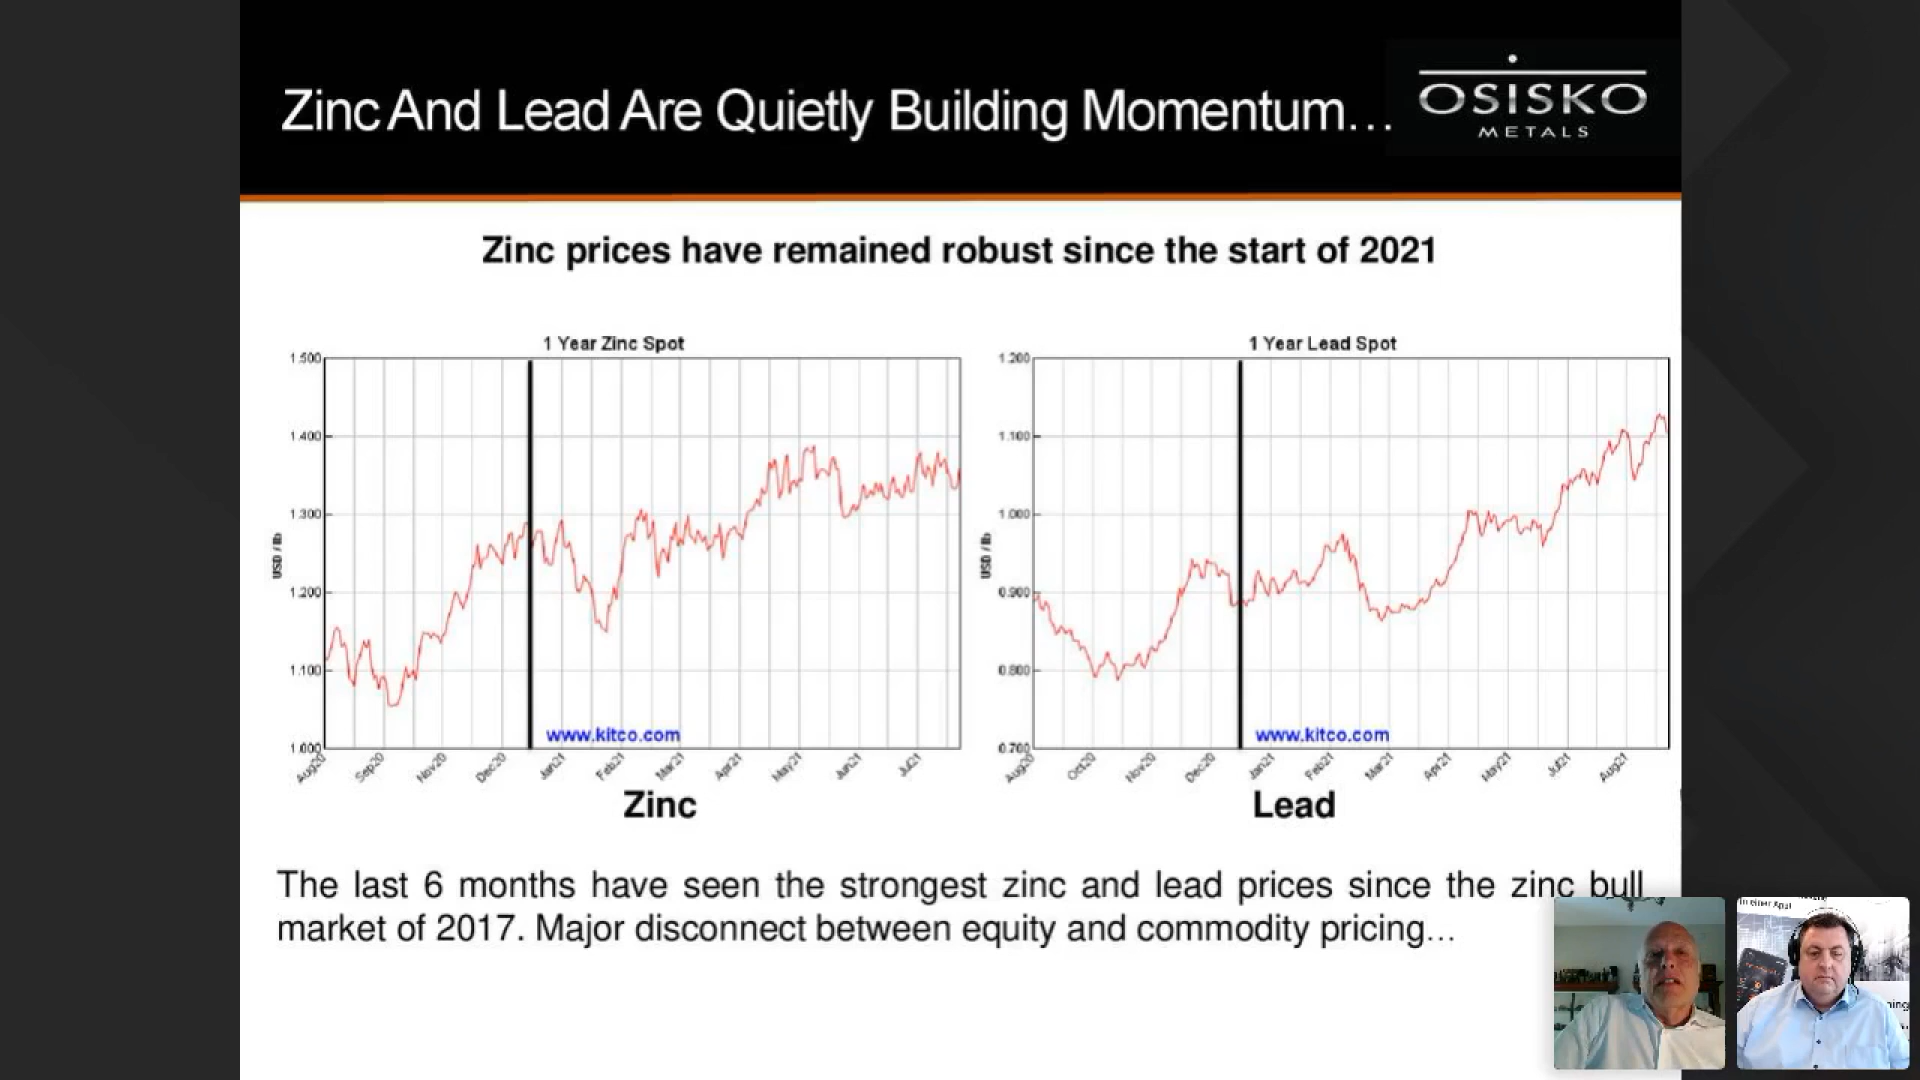 Zinc And Lead Are Quietly Building Momentum…
OSISKO
METALS
Zinc prices have remained robust since the start of 2021
1 Year Zinc Spot
1.500
1.400
1.300
1.200
1.100
1.000
USD / lb
www.kitco.com
Aug20
Sep20
Nov20
Dec20
Jan21
Feb21
Mar21
Apr21
May21
Jun21
Jul21
Zinc
1 Year Lead Spot
1.200
1.100
1.000
0.900
0.800
0.700
USD / lb
www.kitco.com
Aug20
Oct20
Nov20
Dec20
Jan21
Feb21
Mar21
Apr21
May21
Jul21
Aug21
Lead
The last 6 months have seen the strongest zinc and lead prices since the zinc bull
market of 2017. Major disconnect between equity and commodity pricing…